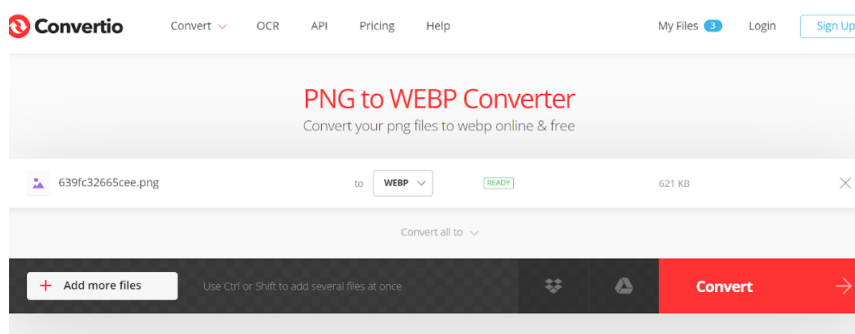 Convertio Convert OCR API Pricing Help My Files 3 Login Sign Up
PNG to WEBP Converter
Convert your png files to webp online & free
639fc32665cee.png to WEBP READY 621 KB
Convert all to
+ Add more files Use Ctrl or Shift to add several files at once Convert